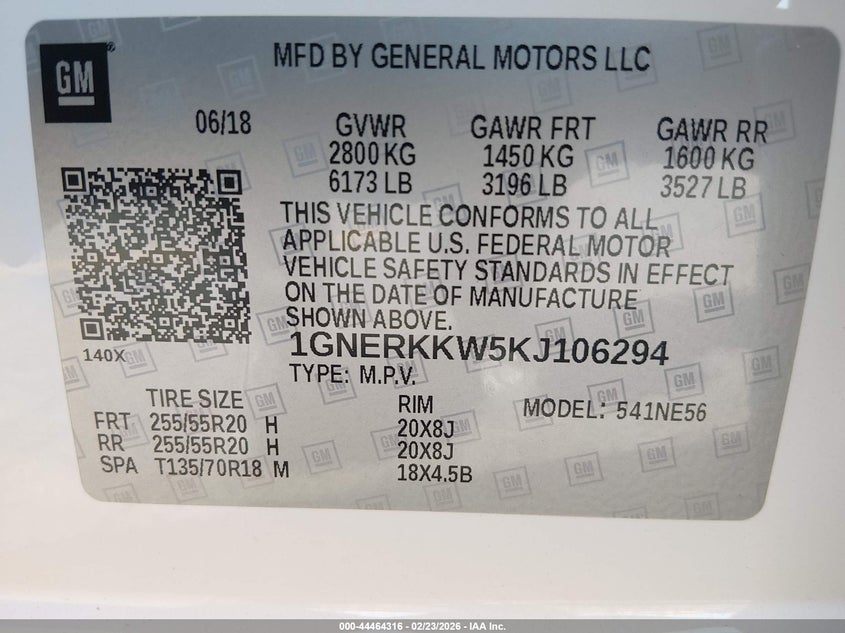 GM
MFD BY GENERAL MOTORS LLC
06/18
GVWR GAWR FRT GAWR RR
2800 KG 1450 KG 1600 KG
6173 LB 3196 LB 3527 LB
THIS VEHICLE CONFORMS TO ALL
APPLICABLE U.S. FEDERAL MOTOR
VEHICLE SAFETY STANDARDS IN EFFECT
ON THE DATE OF MANUFACTURE
SHOWN ABOVE.
140X
1GNERKKW5KJ106294
TYPE: M.P.V.
TIRE SIZE RIM MODEL: 541NE56
FRT 255/55R20 H 20X8J
RR 255/55R20 H 20X8J
SPA T135/70R18 M 18X4.5B
000-44464316 - 02/23/2026 - IAA Inc.